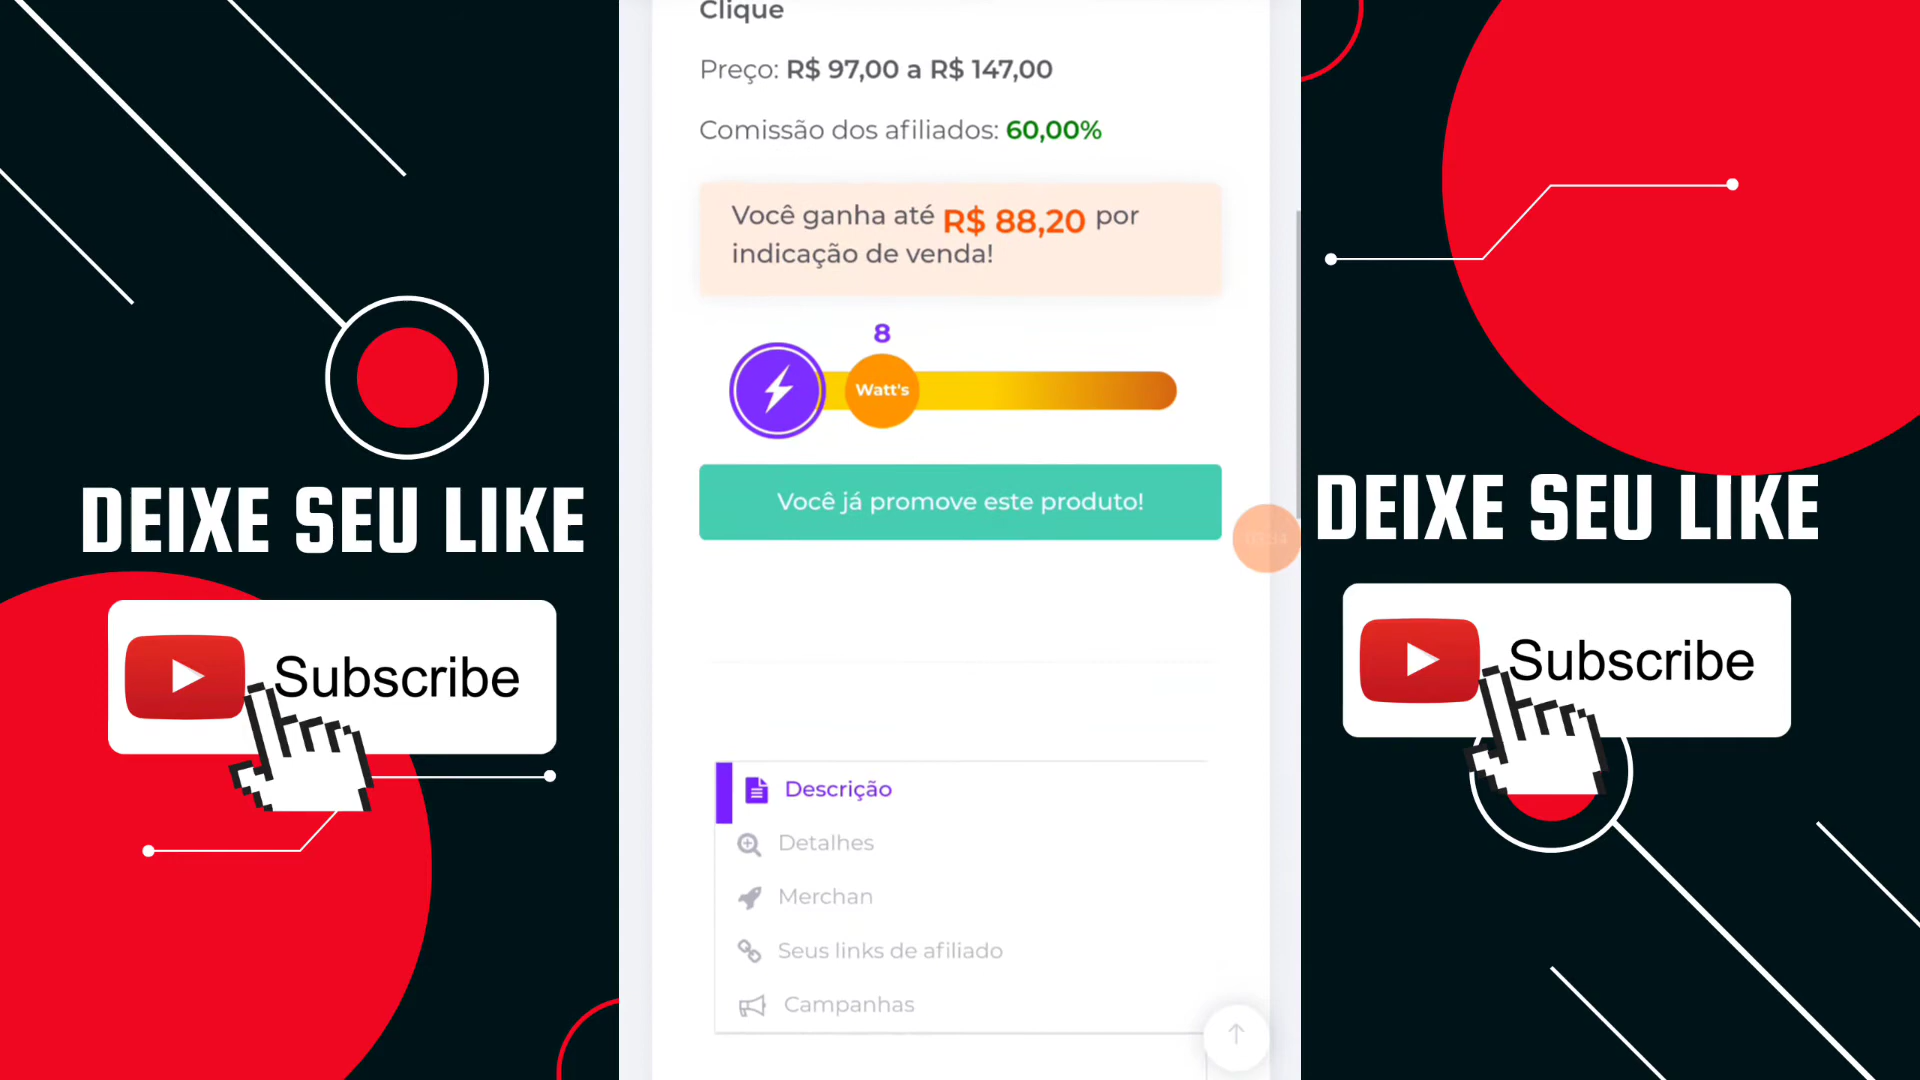 Clique
Preço: R$ 97,00 a R$ 147,00
Comissão dos afiliados: 60,00%
Você ganha até R$ 88,20 por
indicação de venda!
8
Watt's
Você já promove este produto!
Descrição
Detalhes
Merchan
Seus links de afiliado
Campanhas
DEIXE SEU LIKE
Subscribe
DEIXE SEU LIKE
Subscribe